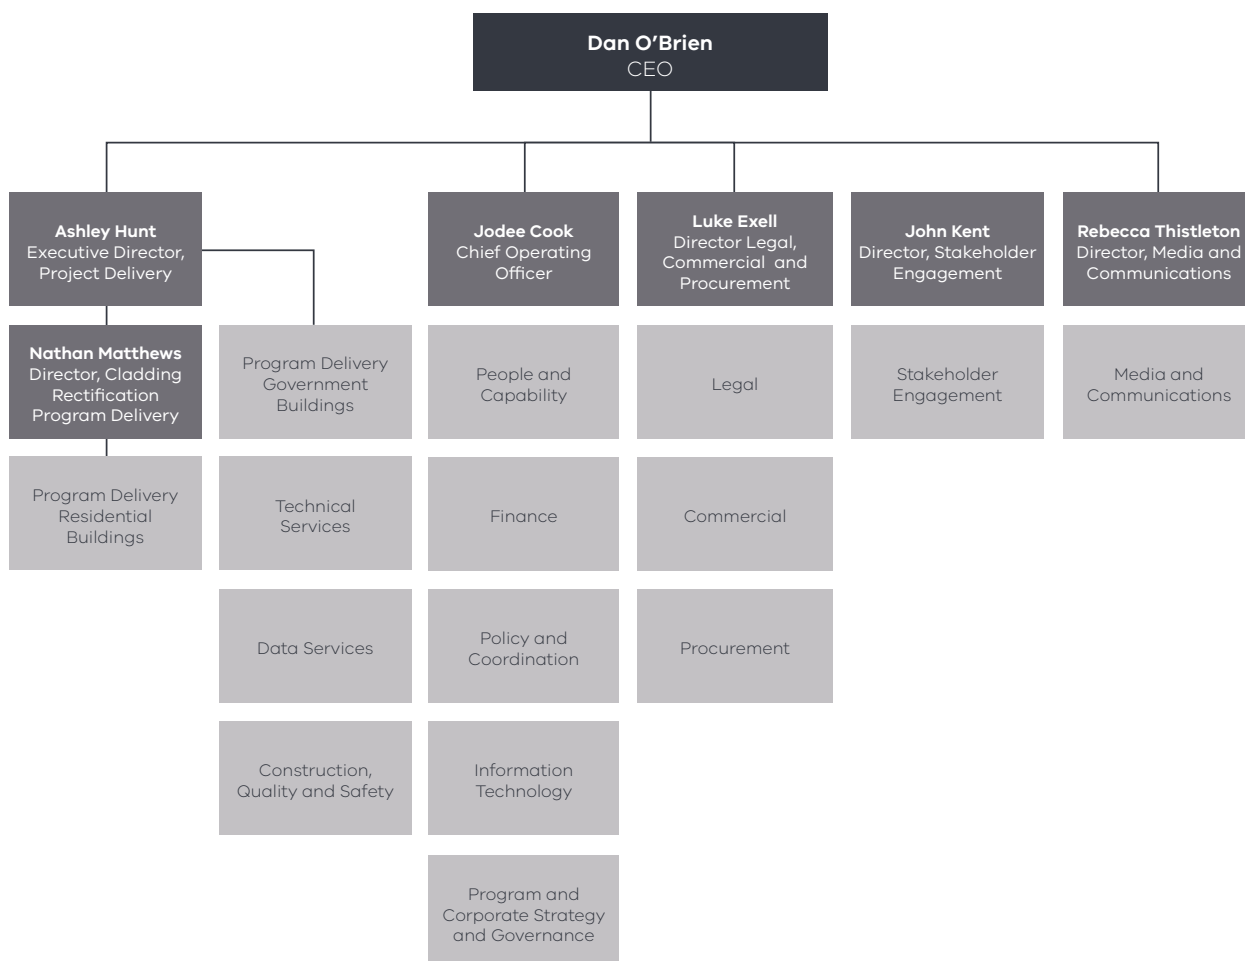 Dan O’Brien
CEO
Ashley Hunt
Executive Director,
Project Delivery
Jodee Cook
Chief Operating
Officer
Luke Exell
Director Legal,
Commercial and
Procurement
John Kent
Director, Stakeholder
Engagement
Rebecca Thistleton
Director, Media and
Communications
Nathan Matthews
Director, Cladding
Rectification
Program Delivery
Program Delivery
Government
Buildings
People and
Capability
Legal
Stakeholder
Engagement
Media and
Communications
Program Delivery
Residential
Buildings
Technical
Services
Finance
Commercial
Data Services
Policy and
Coordination
Procurement
Construction,
Quality and Safety
Information
Technology
Program and
Corporate Strategy
and Governance